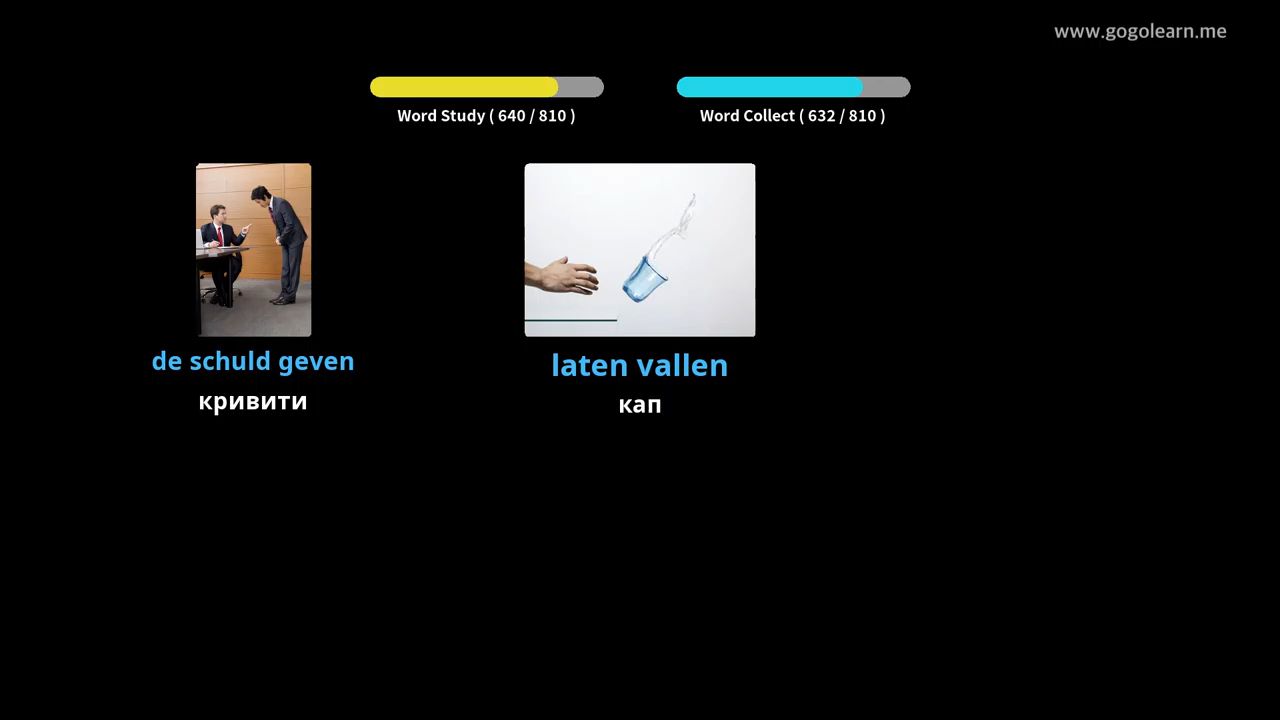 www.gogolearn.me
Word Study ( 640 / 810 )
Word Collect ( 632 / 810 )
de schuld geven
кривити
laten vallen
кап